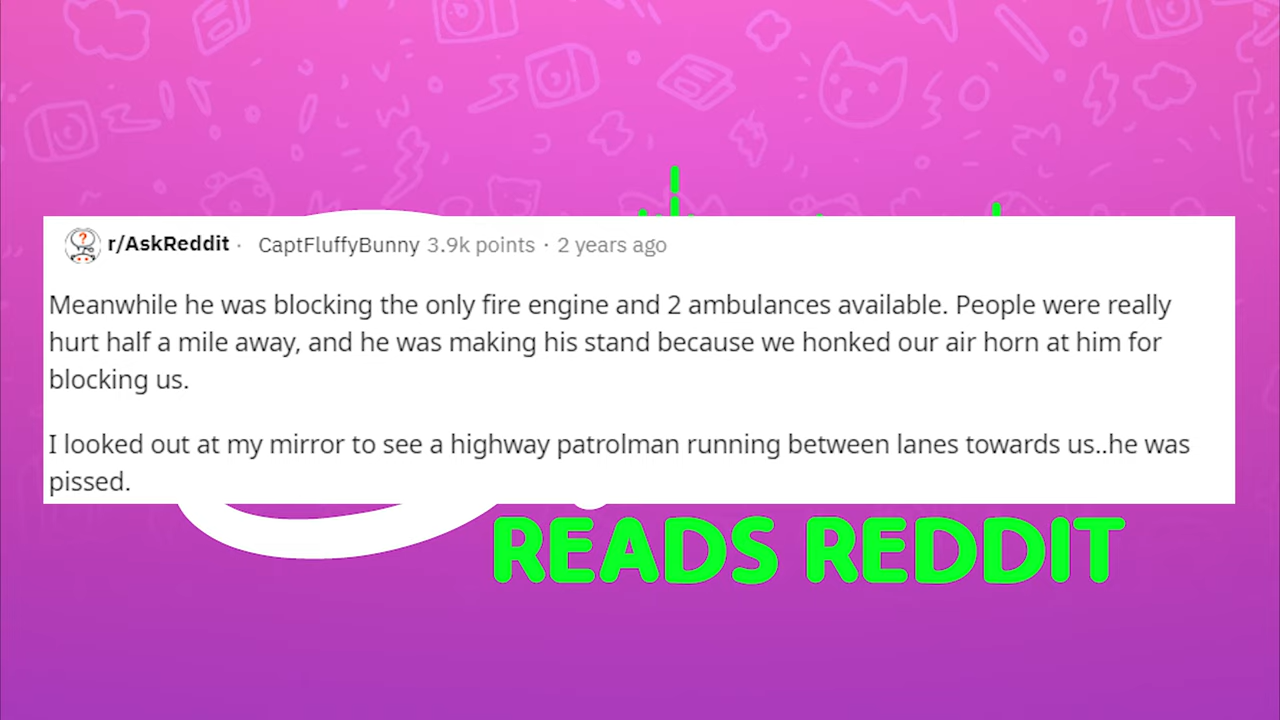 r/AskReddit · CaptFluffyBunny 3.9k points · 2 years ago
Meanwhile he was blocking the only fire engine and 2 ambulances available. People were really
hurt half a mile away, and he was making his stand because we honked our air horn at him for
blocking us.
I looked out at my mirror to see a highway patrolman running between lanes towards us..he was
pissed.
READS REDDIT